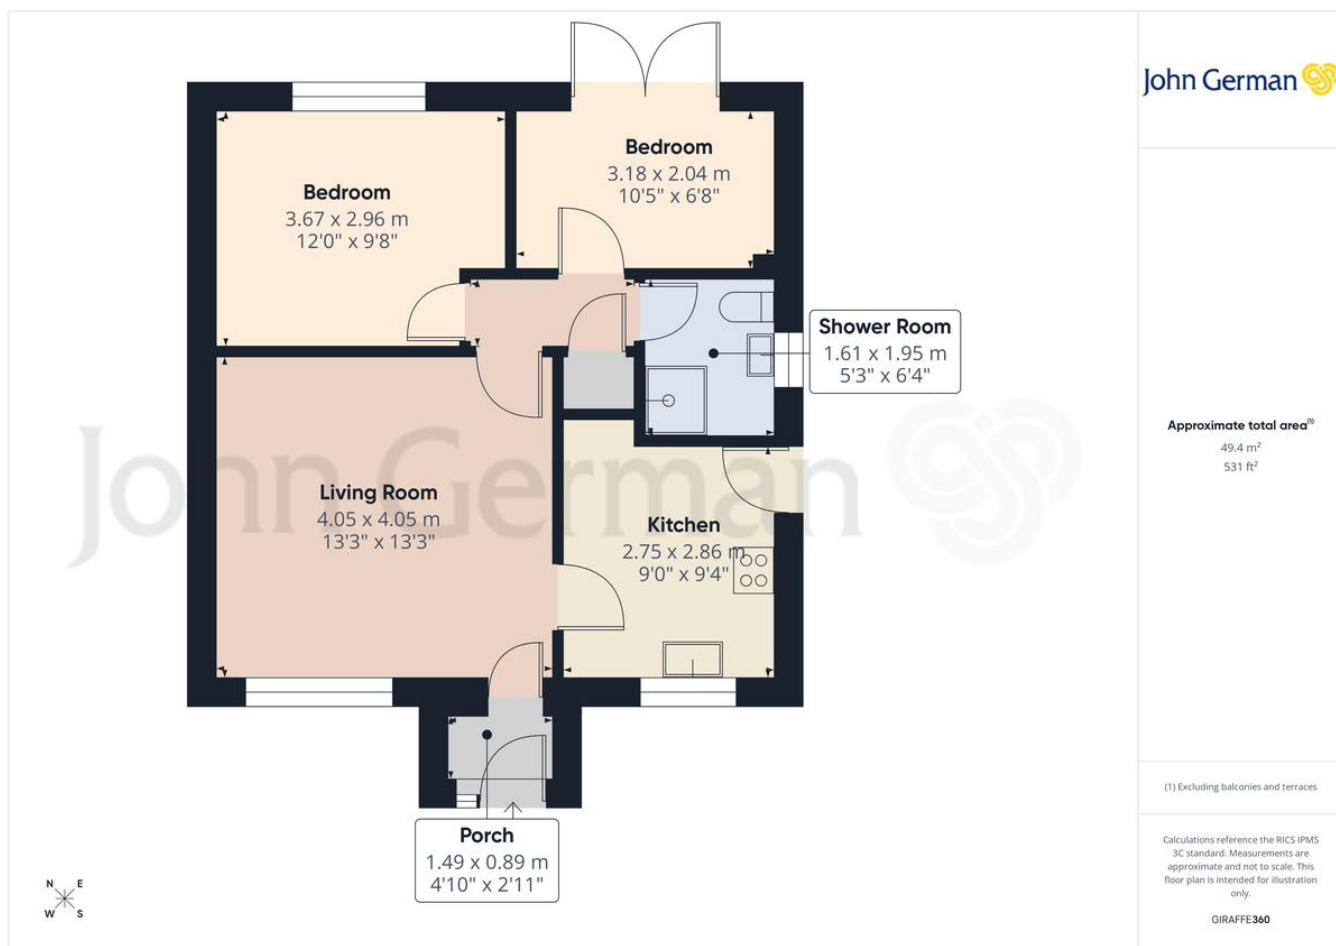 John German
Bedroom
3.67 x 2.96 m
12'0" x 9'8"
Bedroom
3.18 x 2.04 m
10'5" x 6'8"
Shower Room
1.61 x 1.95 m
5'3" x 6'4"
Living Room
4.05 x 4.05 m
13'3" x 13'3"
Kitchen
2.75 x 2.86 m
9'0" x 9'4"
Porch
1.49 x 0.89 m
4'10" x 2'11"
John German
N E
W S
Approximate total area(1)
49.4 m²
531 ft²
(1) Excluding balconies and terraces
Calculations reference the RICS IPMS
3C standard. Measurements are
approximate and not to scale. This
floor plan is intended for illustration
only.
GIRAFFE360